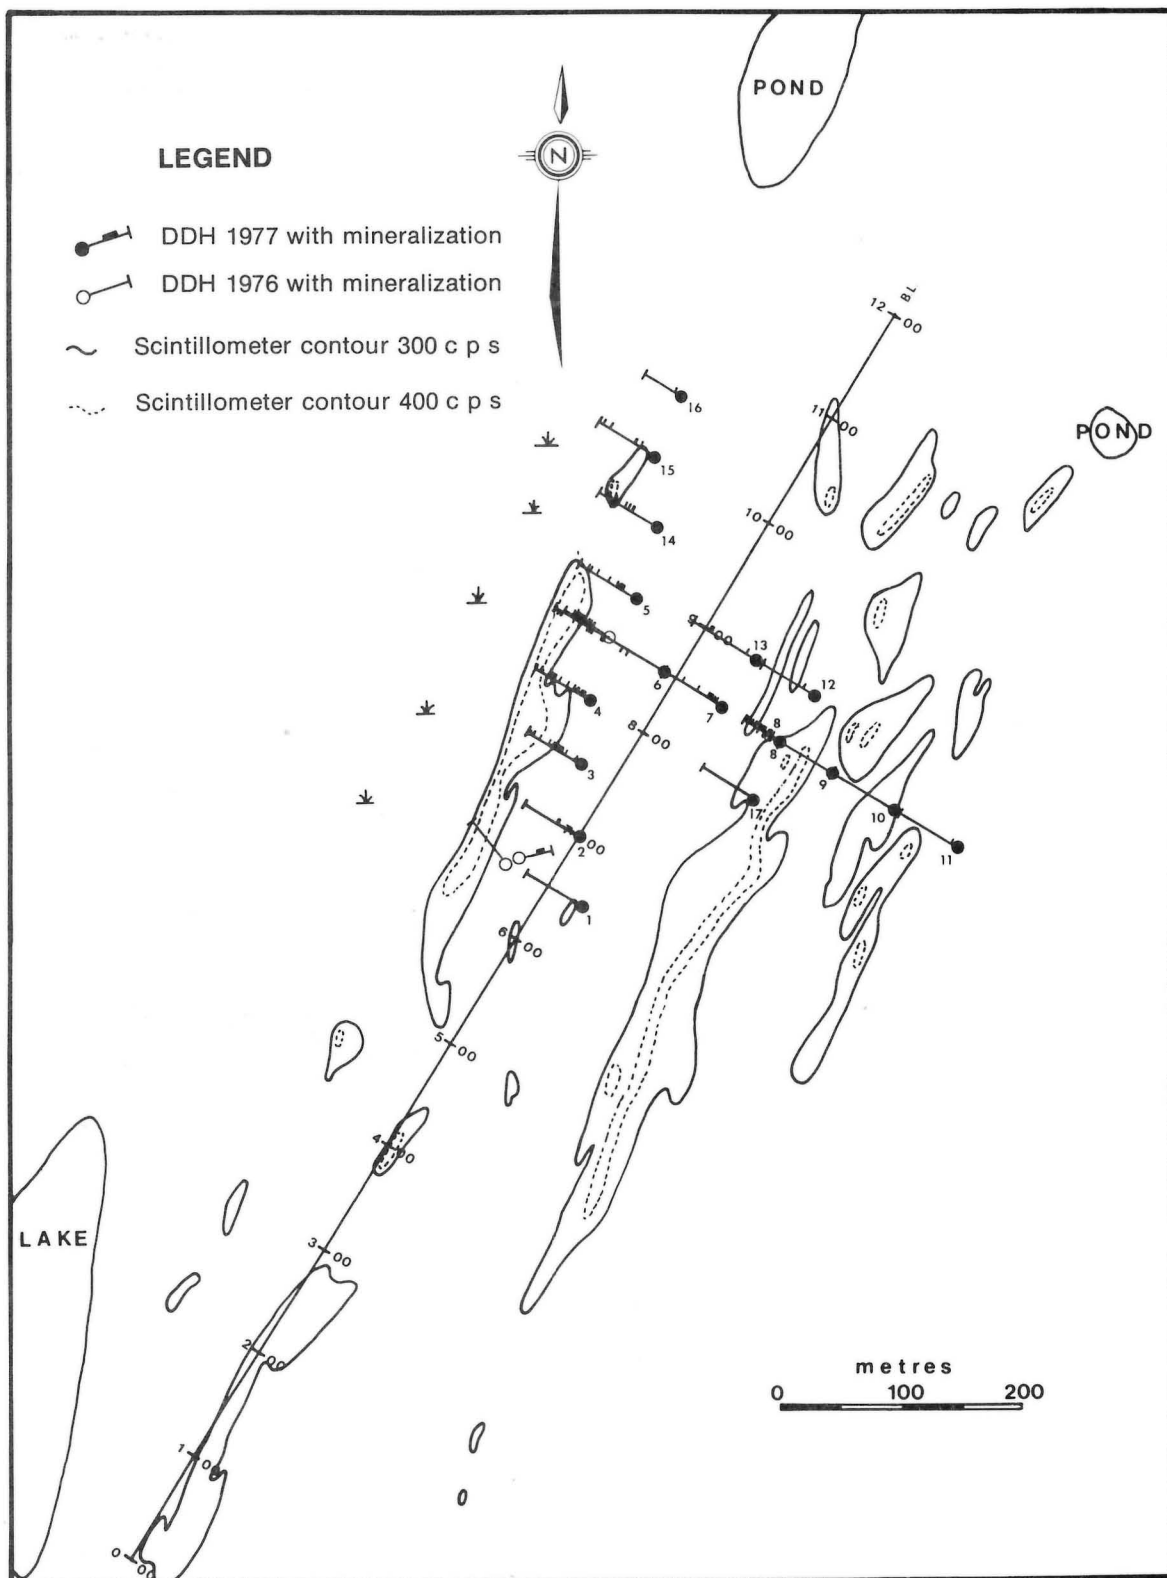 POND
N
LEGEND
DDH 1977 with mineralization
DDH 1976 with mineralization
Scintillometer contour 300 c p s
Scintillometer contour 400 c p s
BL
12 00
16
11 00
POND
15
10 00
14
5
9 00
13
12
6
7
4
8 00
8
8
3
9
17
10
2
00
11
1
6 00
5 00
4 00
LAKE
3 00
2 00
metres
0 100 200
1 00
0 00